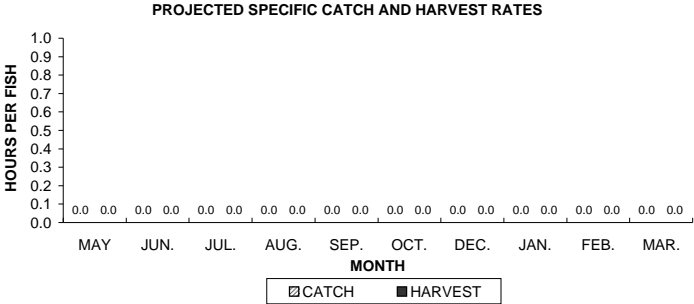 PROJECTED SPECIFIC CATCH AND HARVEST RATES
HOURS PER FISH
1.0
0.9
0.8
0.7
0.6
0.5
0.4
0.3
0.2
0.1
0.0
0.0 0.0 0.0 0.0 0.0 0.0 0.0 0.0 0.0 0.0 0.0 0.0 0.0 0.0 0.0 0.0 0.0 0.0 0.0 0.0
MAY JUN. JUL. AUG. SEP. OCT. DEC. JAN. FEB. MAR.
MONTH
CATCH HARVEST